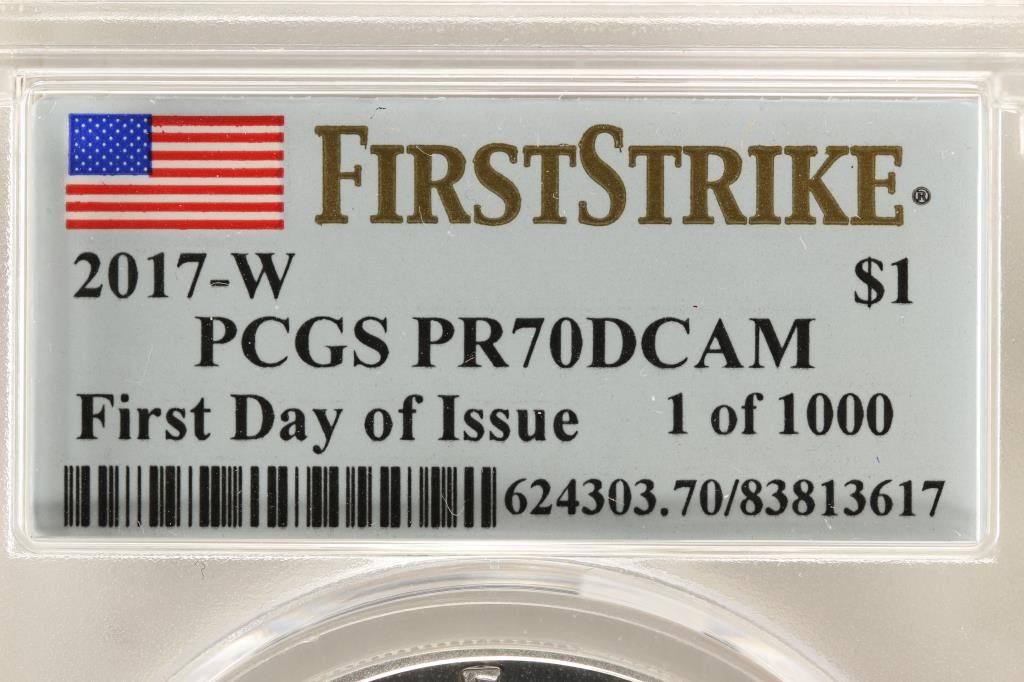 FIRSTSTRIKE®
2017-W $1
PCGS PR70DCAM
First Day of Issue 1 of 1000
624303.70/83813617